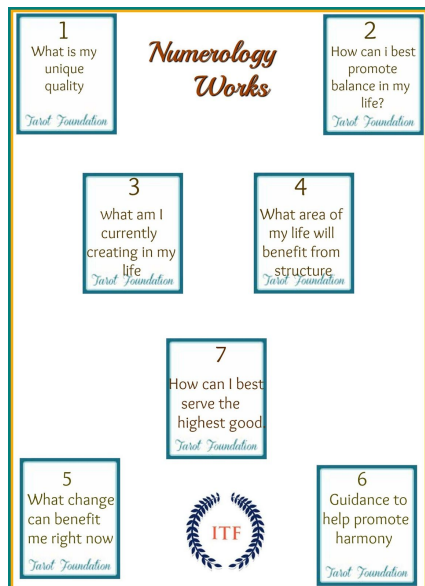 1
What is my
unique
quality
Tarot Foundation
Numerology
Works
2
How can i best
promote
balance in my
life?
Tarot Foundation
3
what am I
currently
creating in my
life
Tarot Foundation
4
What area of
my life will
benefit from
structure
Tarot Foundation
7
How can I best
serve the
highest good
Tarot Foundation
5
What change
can benefit
me right now
Tarot Foundation
ITF
6
Guidance to
help promote
harmony
Tarot Foundation